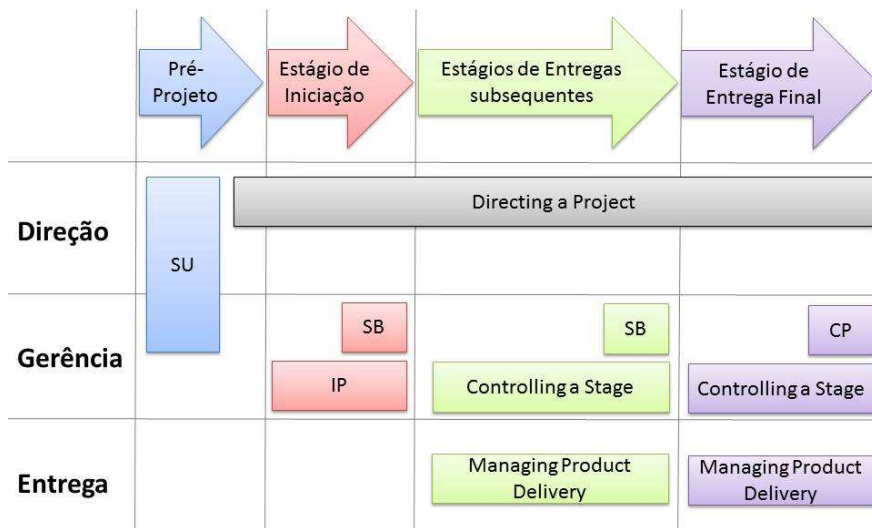 Pré-
Projeto
Estágio de
Iniciação
Estágios de Entregas
subsequentes
Estágio de
Entrega Final
Direção
SU
Directing a Project
Gerência
SB
SB
CP
IP
Controlling a Stage
Controlling a Stage
Entrega
Managing Product
Delivery
Managing Product
Delivery